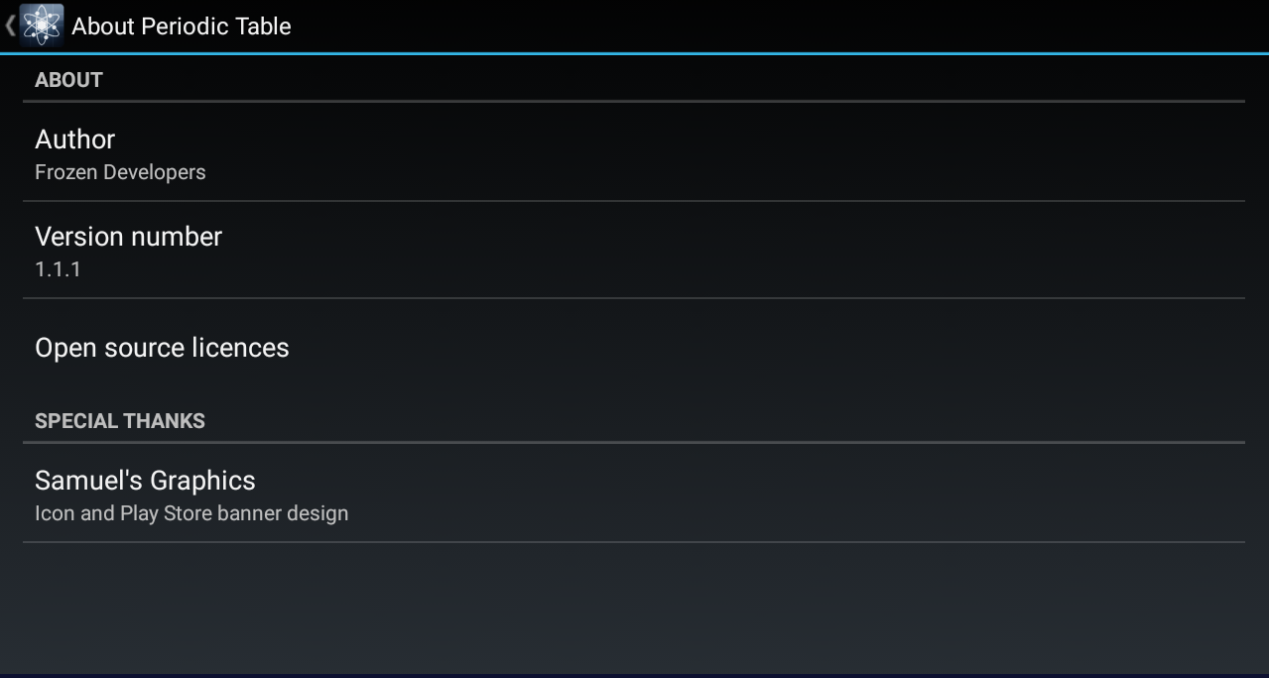 About Periodic Table
ABOUT
Author
Frozen Developers
Version number
1.1.1
Open source licences
SPECIAL THANKS
Samuel's Graphics
Icon and Play Store banner design